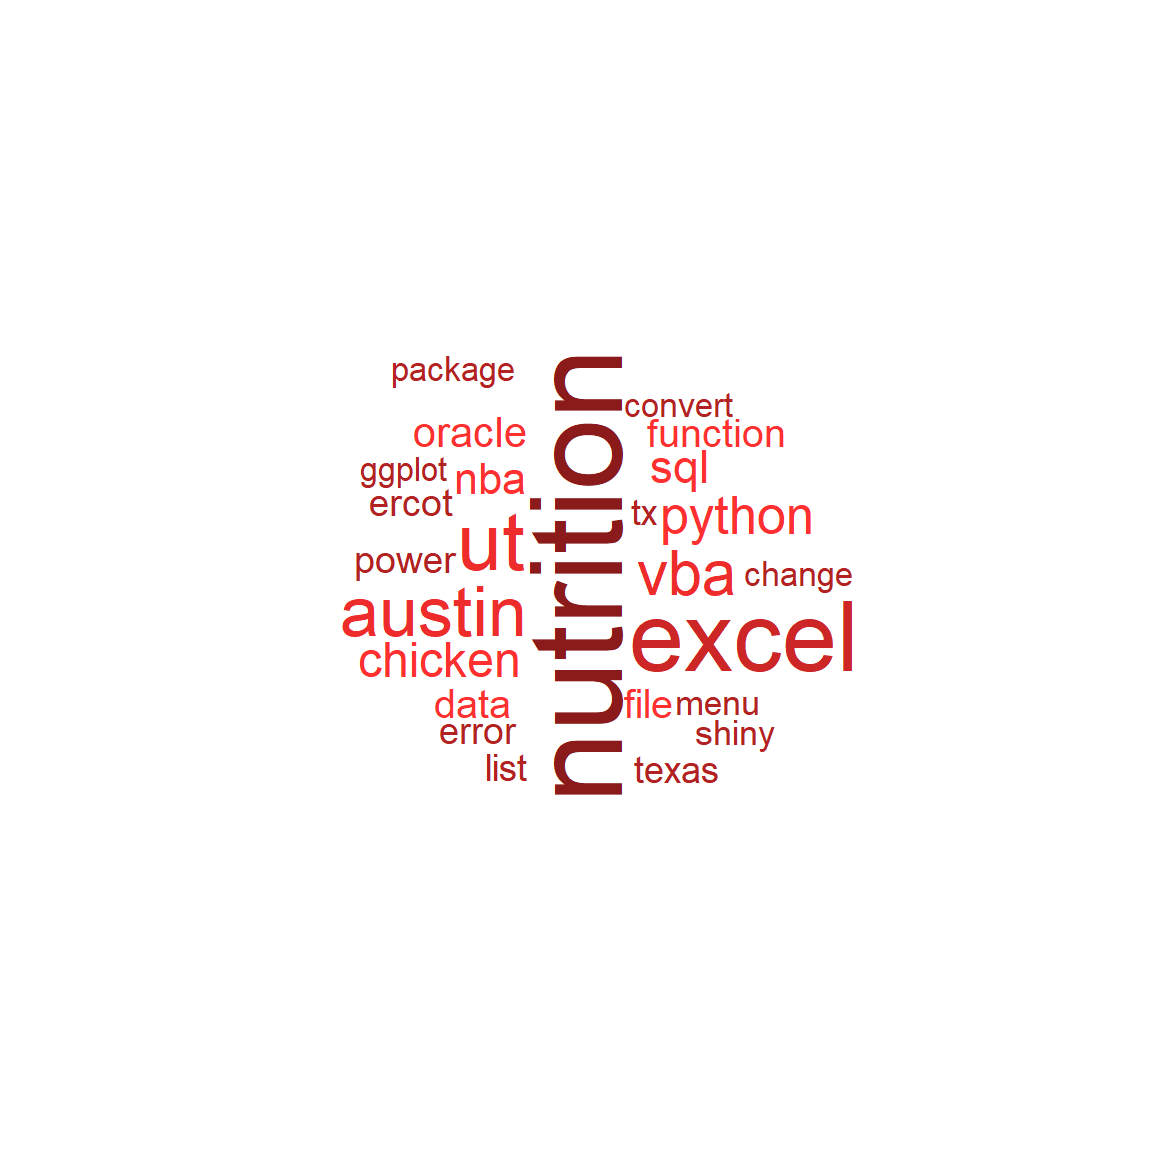 package
convert
oracle
function
ggplot
nba
sql
ercot
tx
python
ut
power
vba
change
austin
excel
chicken
nutrition
data
file
menu
error
shiny
list
texas